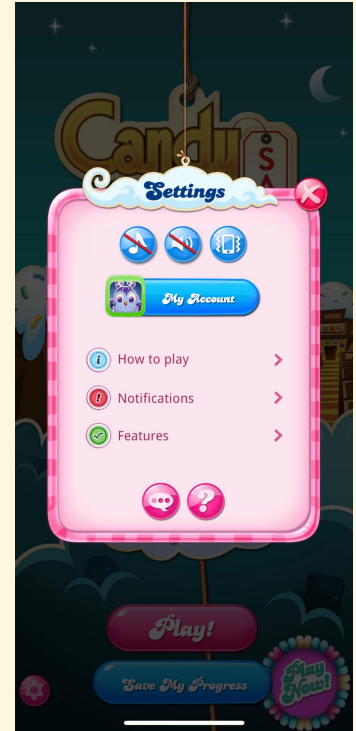 Candy
S
A
Settings
My Account
How to play
Notifications
Features
Play!
Play
Now!
Save My Progress